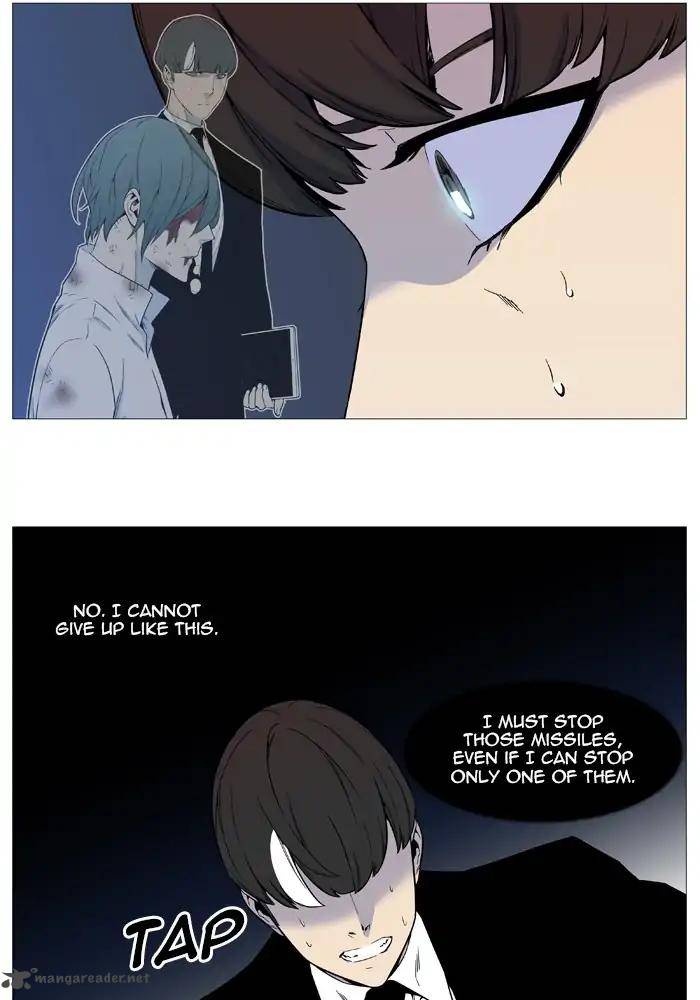 NO. I CANNOT
GIVE UP LIKE THIS.
I MUST STOP
THOSE MISSILES,
EVEN IF I CAN STOP
ONLY ONE OF THEM.
TAP
mangareader.net